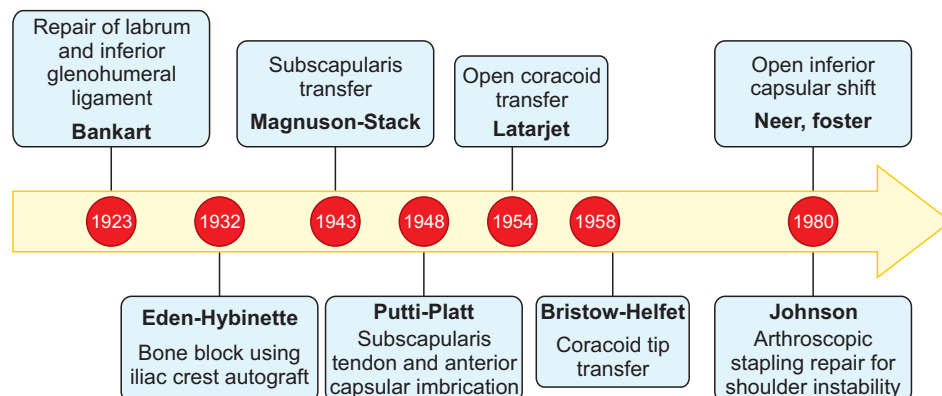 Repair of labrum
and inferior
glenohumeral
ligament
Bankart
Subscapularis
transfer
Magnuson-Stack
Open coracoid
transfer
Latarjet
Open inferior
capsular shift
Neer, foster
1923
1932
1943
1948
1954
1958
1980
Eden-Hybinette
Bone block using
iliac crest autograft
Putti-Platt
Subscapularis
tendon and anterior
capsular imbrication
Bristow-Helfet
Coracoid tip
transfer
Johnson
Arthroscopic
stapling repair for
shoulder instability